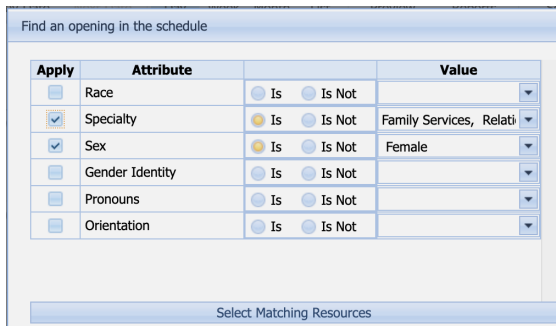 Find an opening in the schedule
Apply Attribute Value
Race Is Is Not
Specialty Is Is Not Family Services, Relati
Sex Is Is Not Female
Gender Identity Is Is Not
Pronouns Is Is Not
Orientation Is Is Not
Select Matching Resources